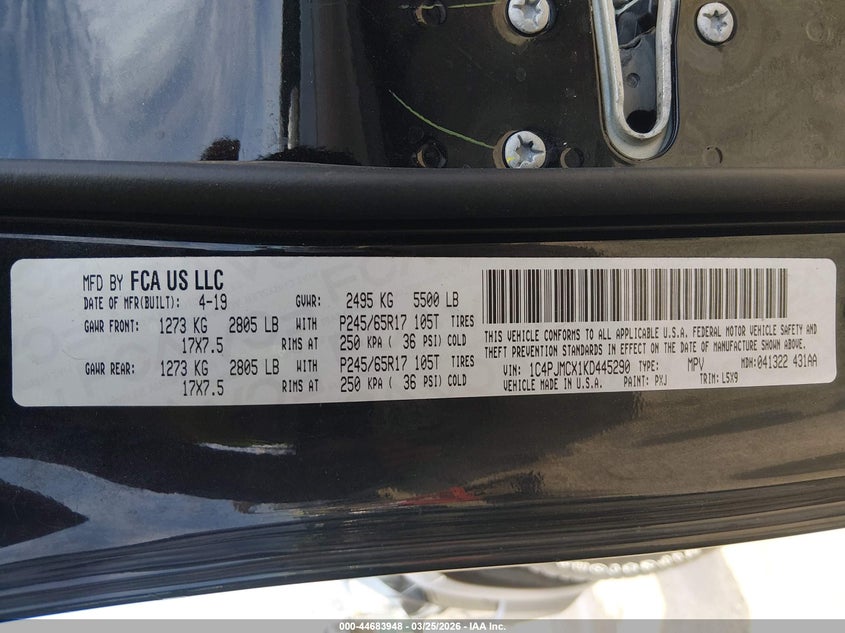 MFD BY FCA US LLC
DATE OF MFR(BUILT): 4-19 GVWR: 2495 KG 5500 LB
GAWR FRONT: 1273 KG 2805 LB WITH P245/65R17 105T TIRES
17X7.5 RIMS AT 250 KPA ( 36 PSI) COLD
GAWR REAR: 1273 KG 2805 LB WITH P245/65R17 105T TIRES
17X7.5 RIMS AT 250 KPA ( 36 PSI) COLD
THIS VEHICLE CONFORMS TO ALL APPLICABLE U.S.A. FEDERAL MOTOR VEHICLE SAFETY AND
THEFT PREVENTION STANDARDS IN EFFECT ON THE DATE OF MANUFACTURE SHOWN ABOVE.
VIN: 1C4PJMCX1KD445290 TYPE: MPV MDH:041322 431AA
VEHICLE MADE IN U.S.A. PAINT: PXJ TRIM: L5X9
000-44683948 - 03/25/2026 - IAA Inc.